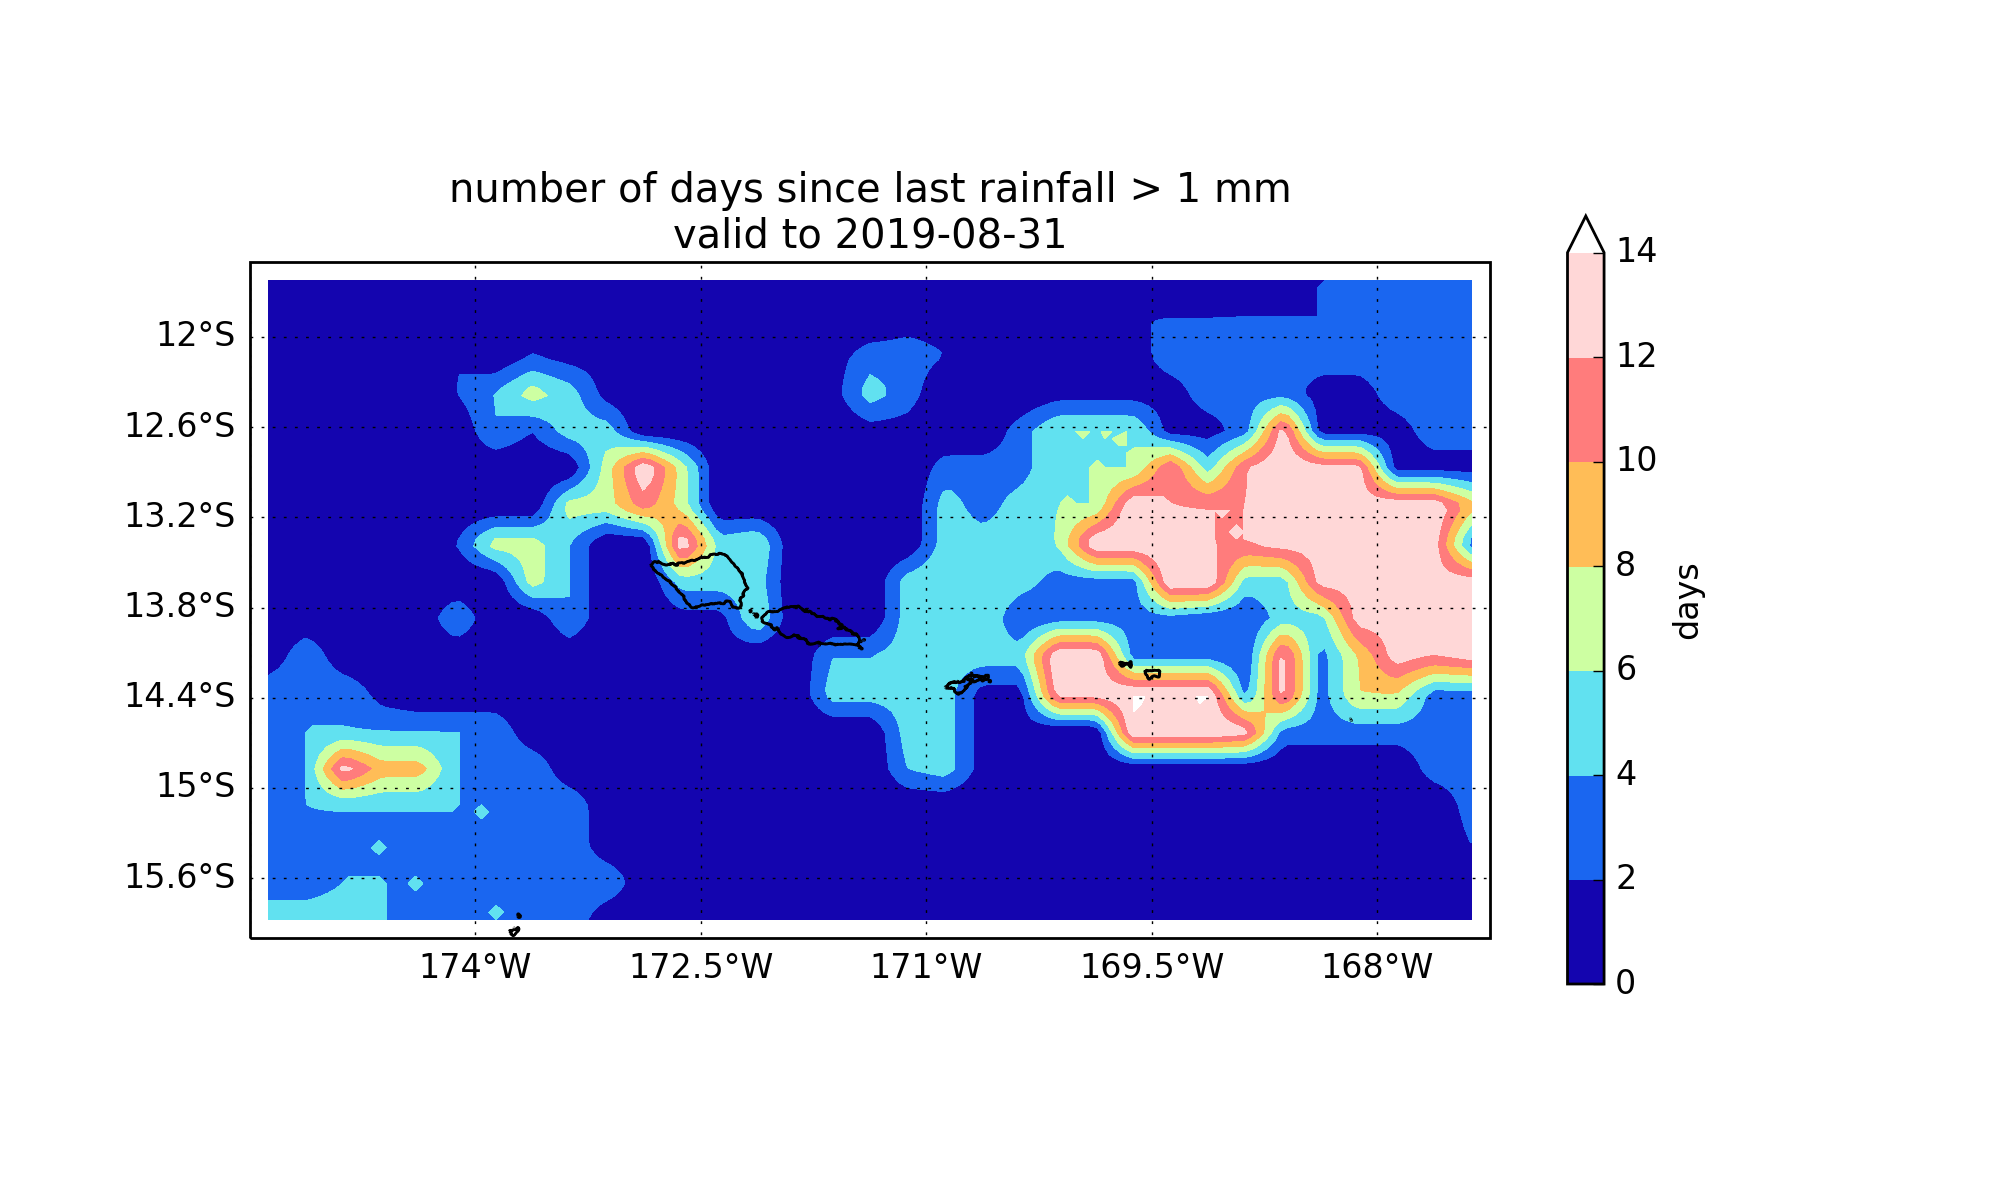 number of days since last rainfall > 1 mm
valid to 2019-08-31
12°S
12.6°S
13.2°S
13.8°S
14.4°S
15°S
15.6°S
174°W
172.5°W
171°W
169.5°W
168°W
14
12
10
8
6
4
2
0
days